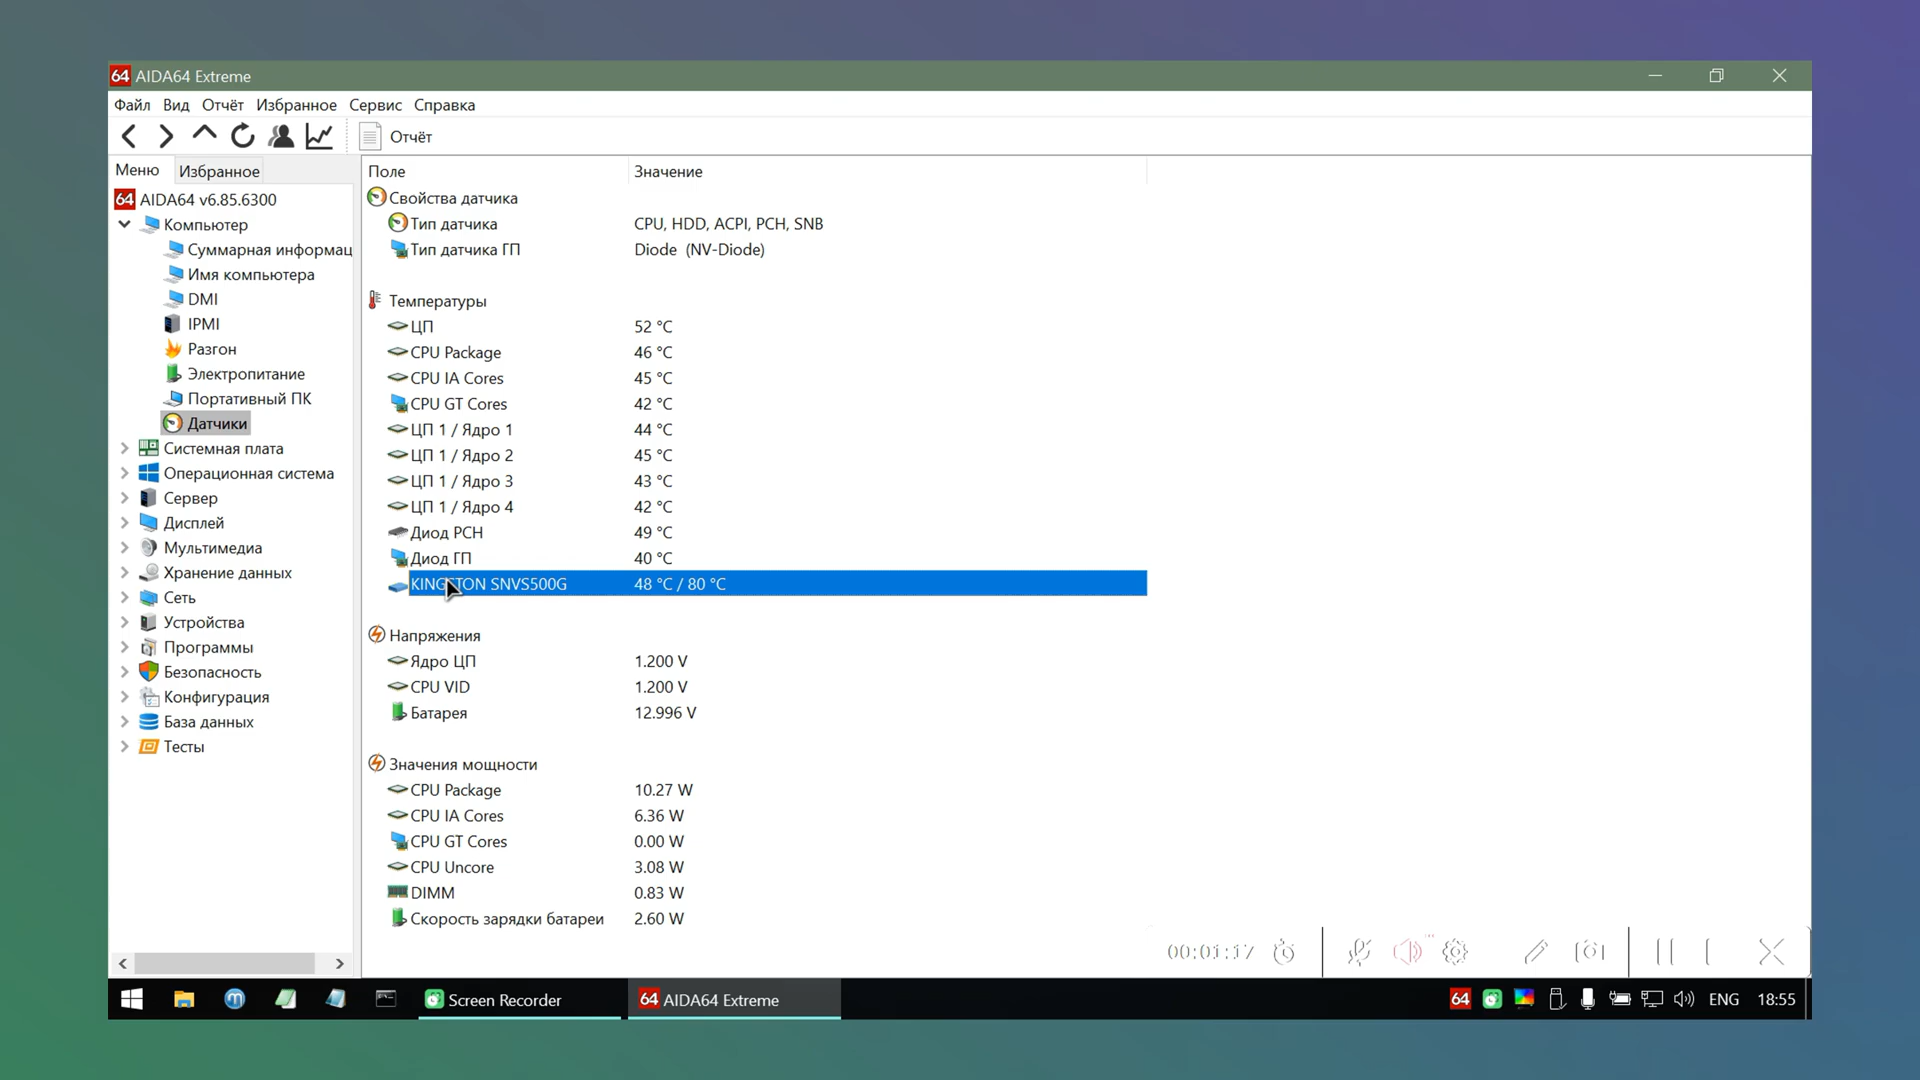 64 AIDA64 Extreme
Файл Вид Отчёт Избранное Сервис Справка
Отчёт
Меню Избранное
64 AIDA64 v6.85.6300
Компьютер
Суммарная информац
Имя компьютера
DMI
IPMI
Разгон
Электропитание
Портативный ПК
Датчики
Системная плата
Операционная система
Сервер
Дисплей
Мультимедиа
Хранение данных
Сеть
Устройства
Программы
Безопасность
Конфигурация
База данных
Тесты
Поле Значение
Свойства датчика
Тип датчика CPU, HDD, ACPI, PCH, SNB
Тип датчика ГП Diode (NV-Diode)
Температуры
ЦП 52 °C
CPU Package 46 °C
CPU IA Cores 45 °C
CPU GT Cores 42 °C
ЦП 1 / Ядро 1 44 °C
ЦП 1 / Ядро 2 45 °C
ЦП 1 / Ядро 3 43 °C
ЦП 1 / Ядро 4 42 °C
Диод PCH 49 °C
Диод ГП 40 °C
KINGSTON SNVS500G 48 °C / 80 °C
Напряжения
Ядро ЦП 1.200 V
CPU VID 1.200 V
Батарея 12.996 V
Значения мощности
CPU Package 10.27 W
CPU IA Cores 6.36 W
CPU GT Cores 0.00 W
CPU Uncore 3.08 W
DIMM 0.83 W
Скорость зарядки батареи 2.60 W
00:01:17
Screen Recorder 64 AIDA64 Extreme 64 ENG 18:55